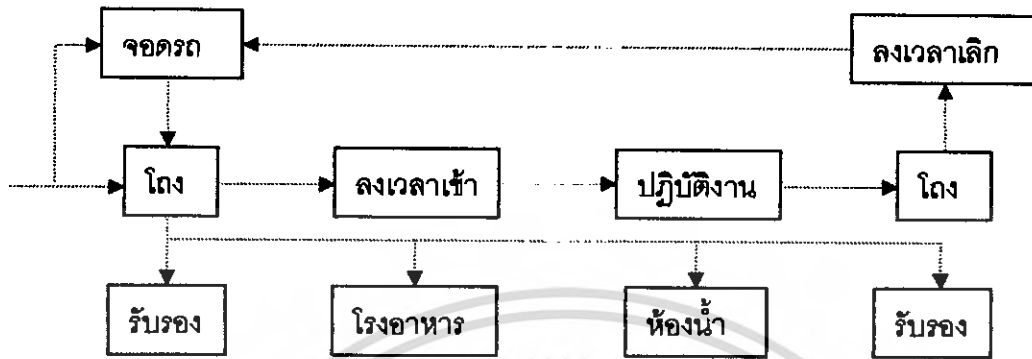 จอดรถ
ลงเวลาเลิก
โถง
ลงเวลาเข้า
ปฏิบัติงาน
โถง
รับรอง
โรงอาหาร
ห้องน้ำ
รับรอง